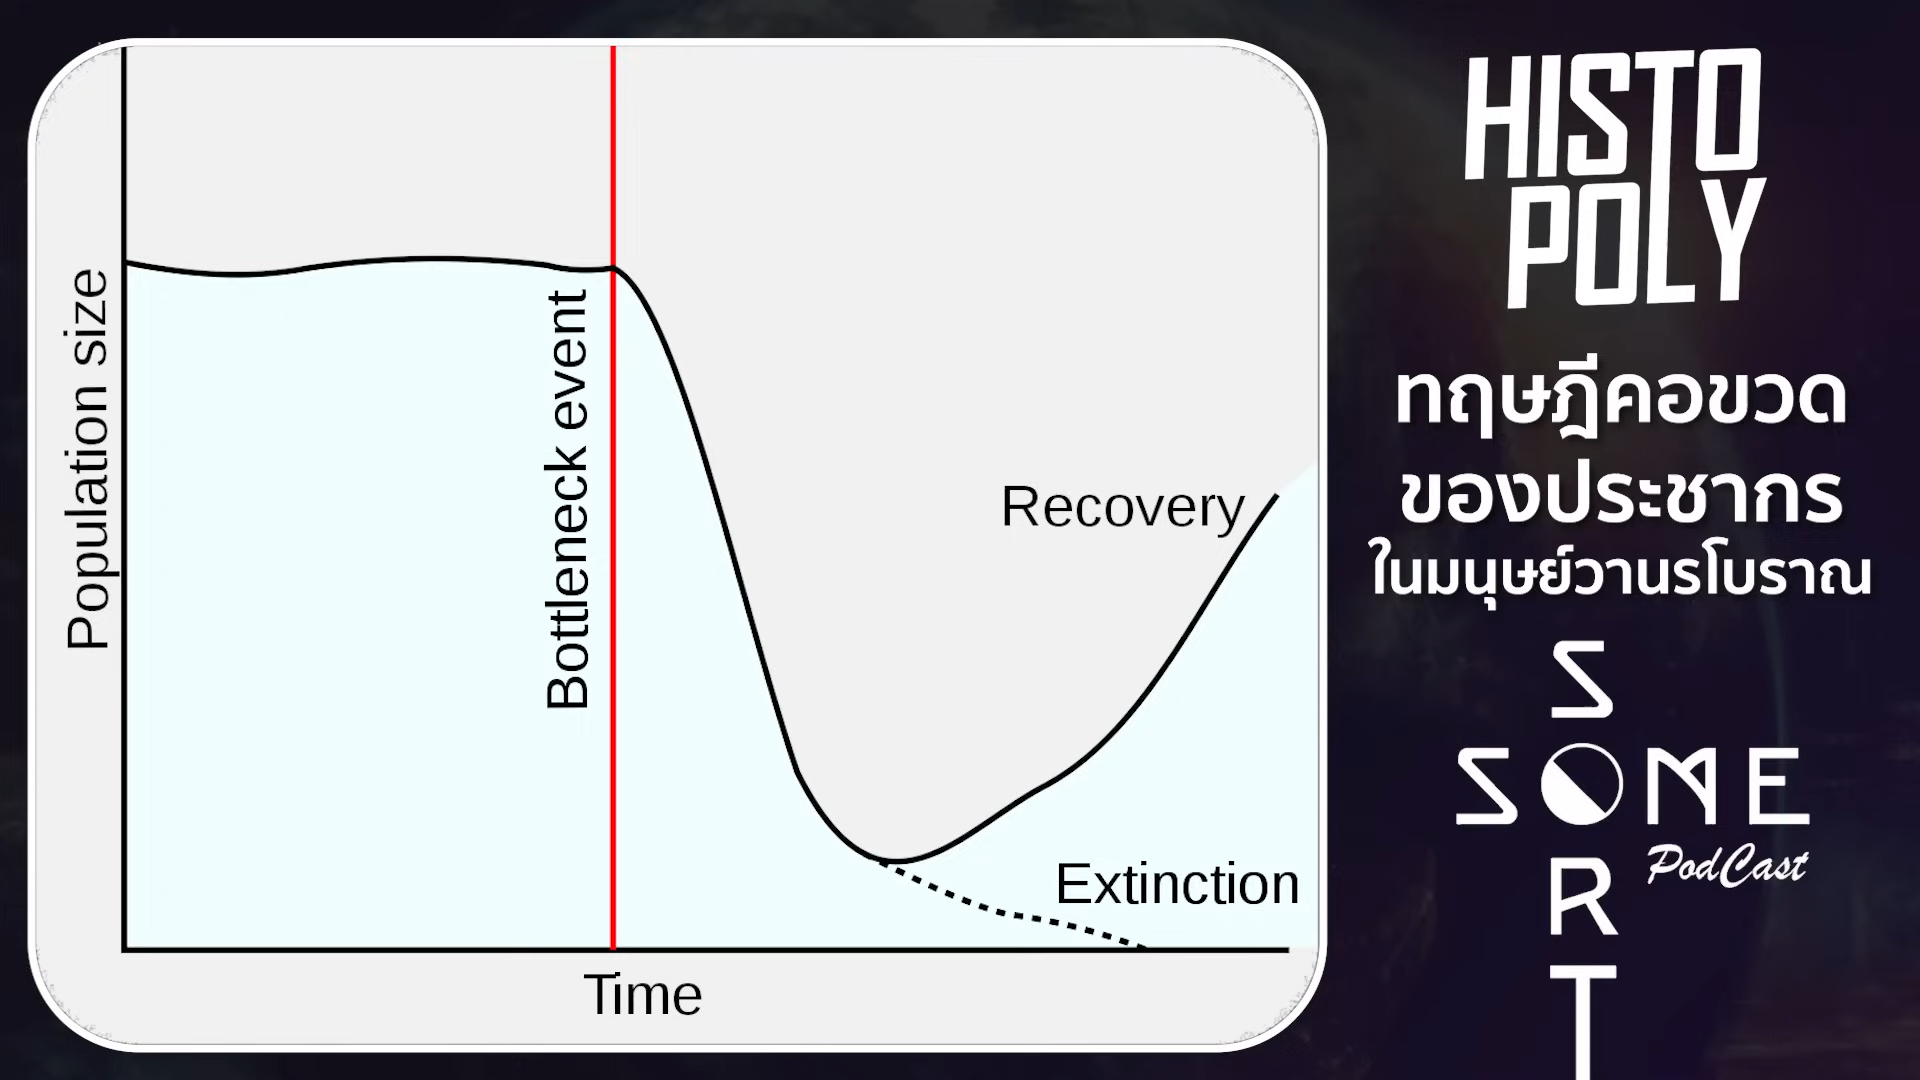 Population size
Bottleneck event
Recovery
Extinction
Time
HISTO
POLY
ทฤษฎีคอขวด
ของประชากร
ในมนุษย์วานรโบราณ
SOME
SORT
PodCast